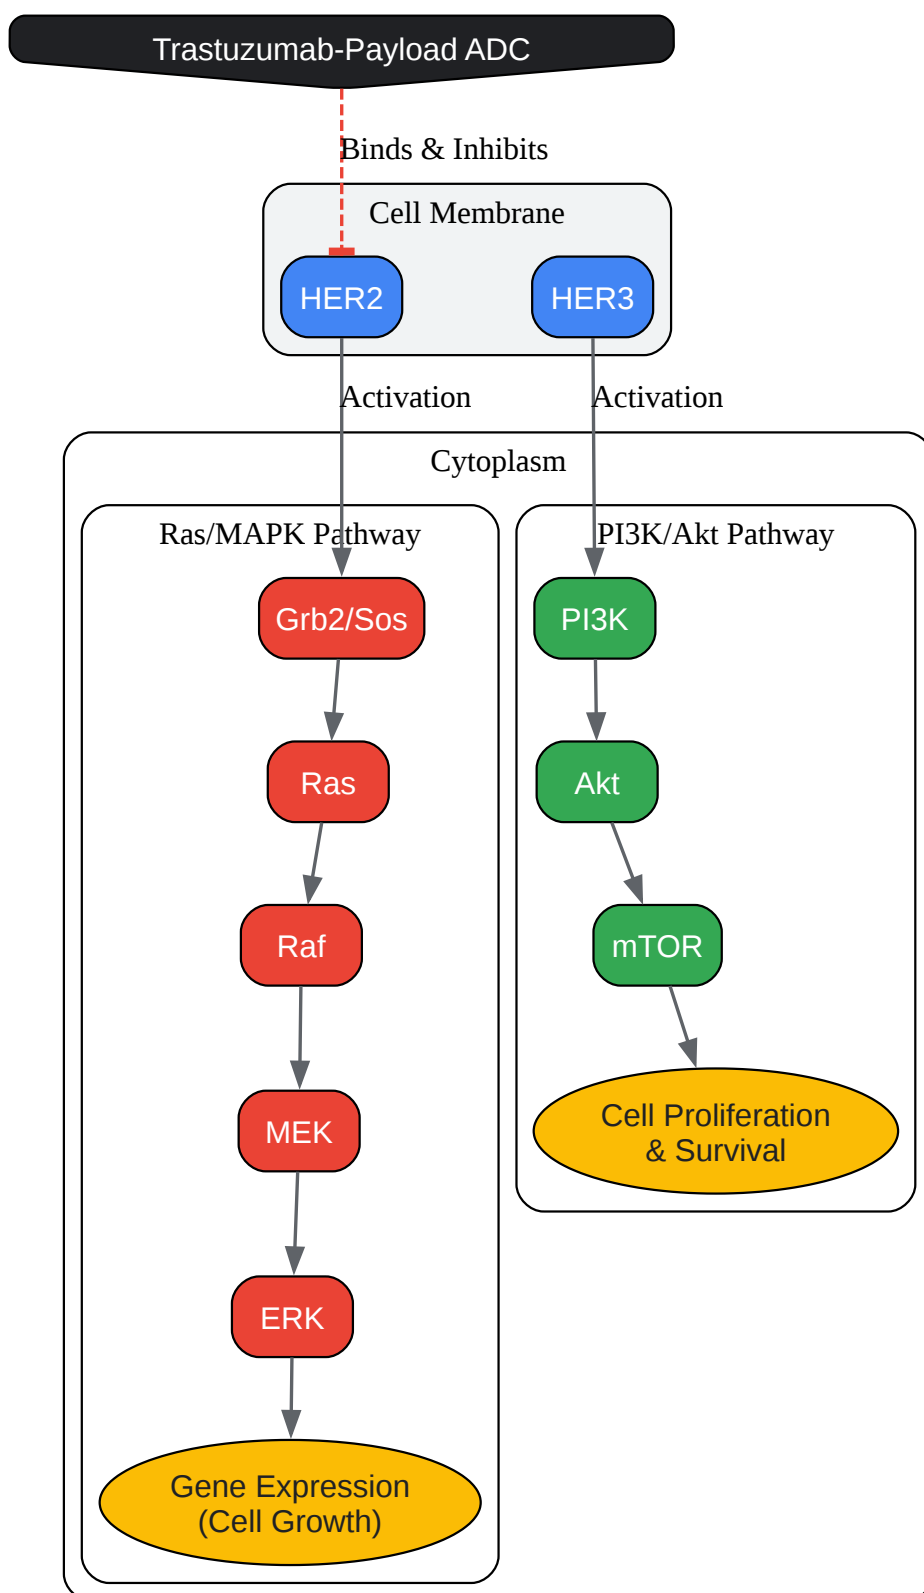 Trastuzumab-Payload ADC
Binds & Inhibits
Cell Membrane
HER2
HER3
Activation
Activation
Cytoplasm
Ras/MAPK Pathway
PI3K/Akt Pathway
Grb2/Sos
PI3K
Ras
Akt
Raf
mTOR
MEK
Cell Proliferation
& Survival
ERK
Gene Expression
(Cell Growth)